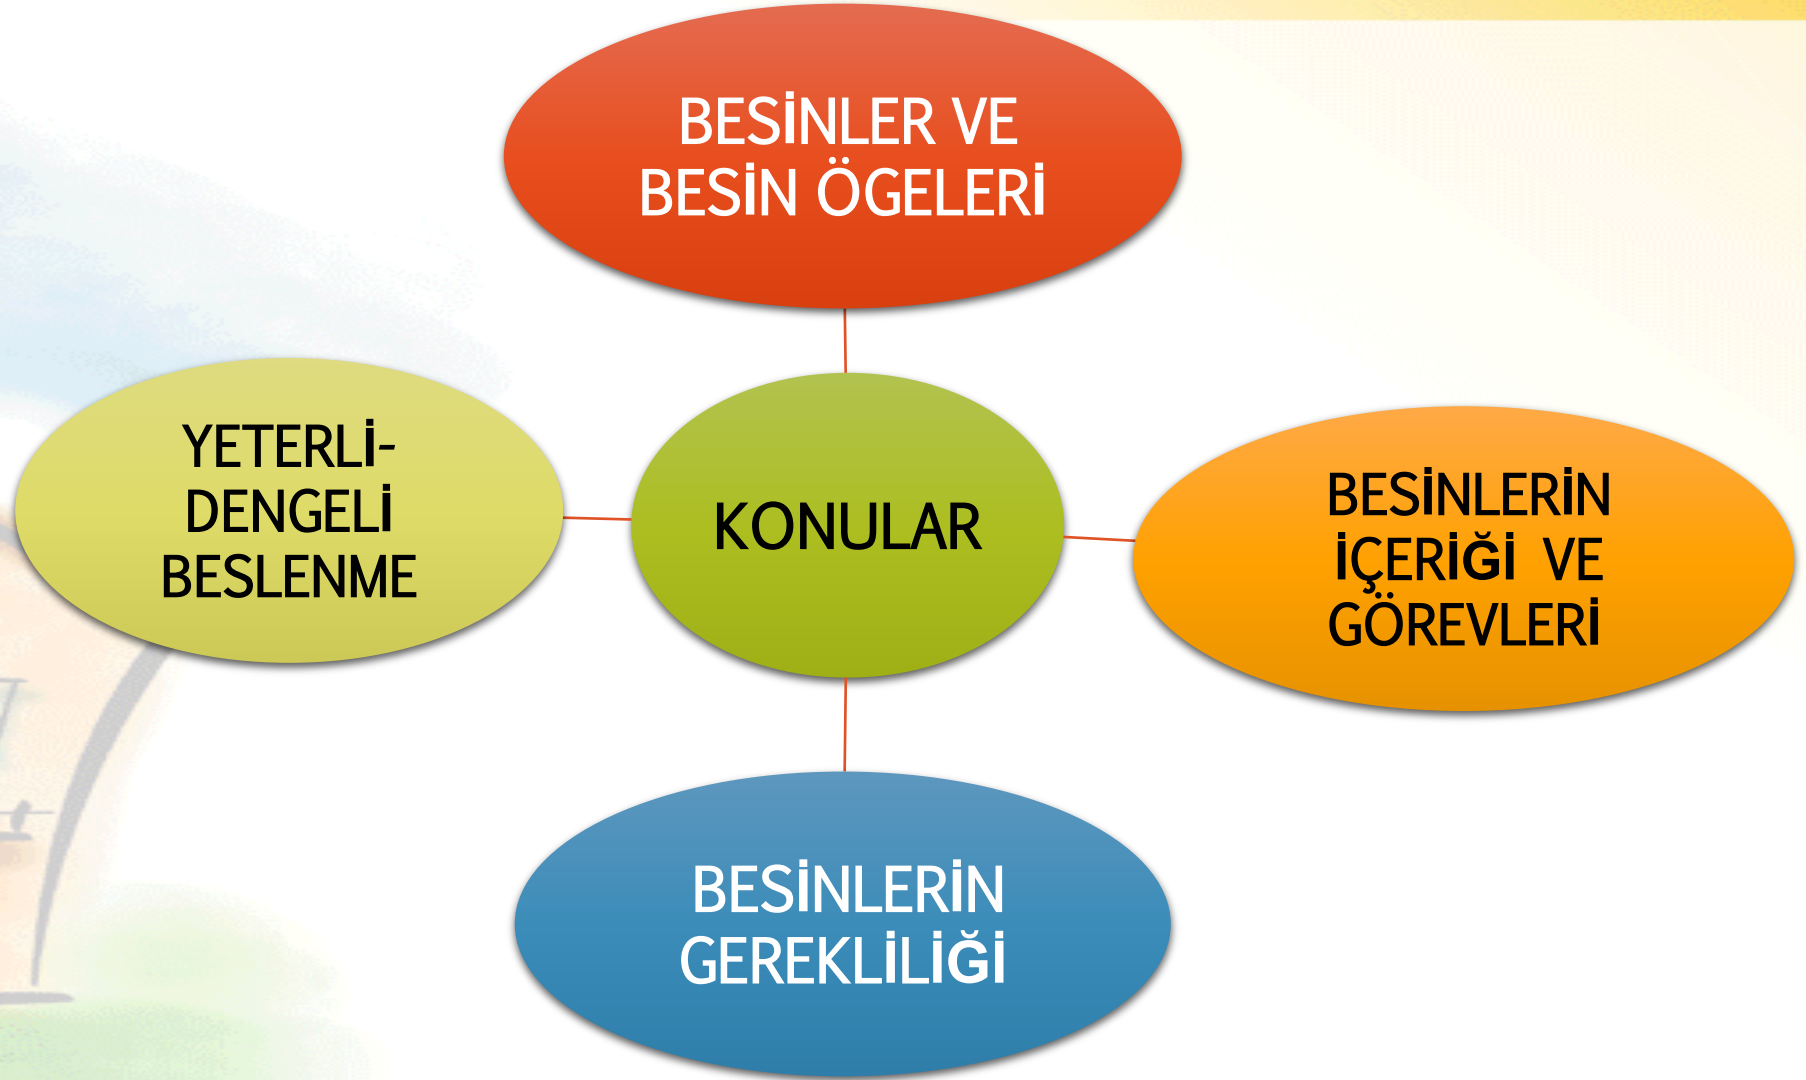 BESİNLER VE
BESİN ÖGELERİ
YETERLİ-
DENGELİ
BESLENME
KONULAR
BESİNLERİN
İÇERİĞİ VE
GÖREVLERİ
BESİNLERİN
GEREKLİLİĞİ